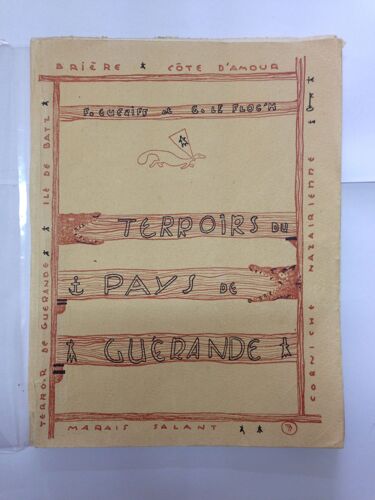 BRIÈRE ★ CÔTE D'AMOUR
F. GUERIFF & G. LE FLOC'H
TERROIRS DU
PAYS DE
GUERANDE
TERROIR DE GUERANDE ★ ILE DE BATZ
CORNICHE NAZAIRIENNE
MARAIS SALANT